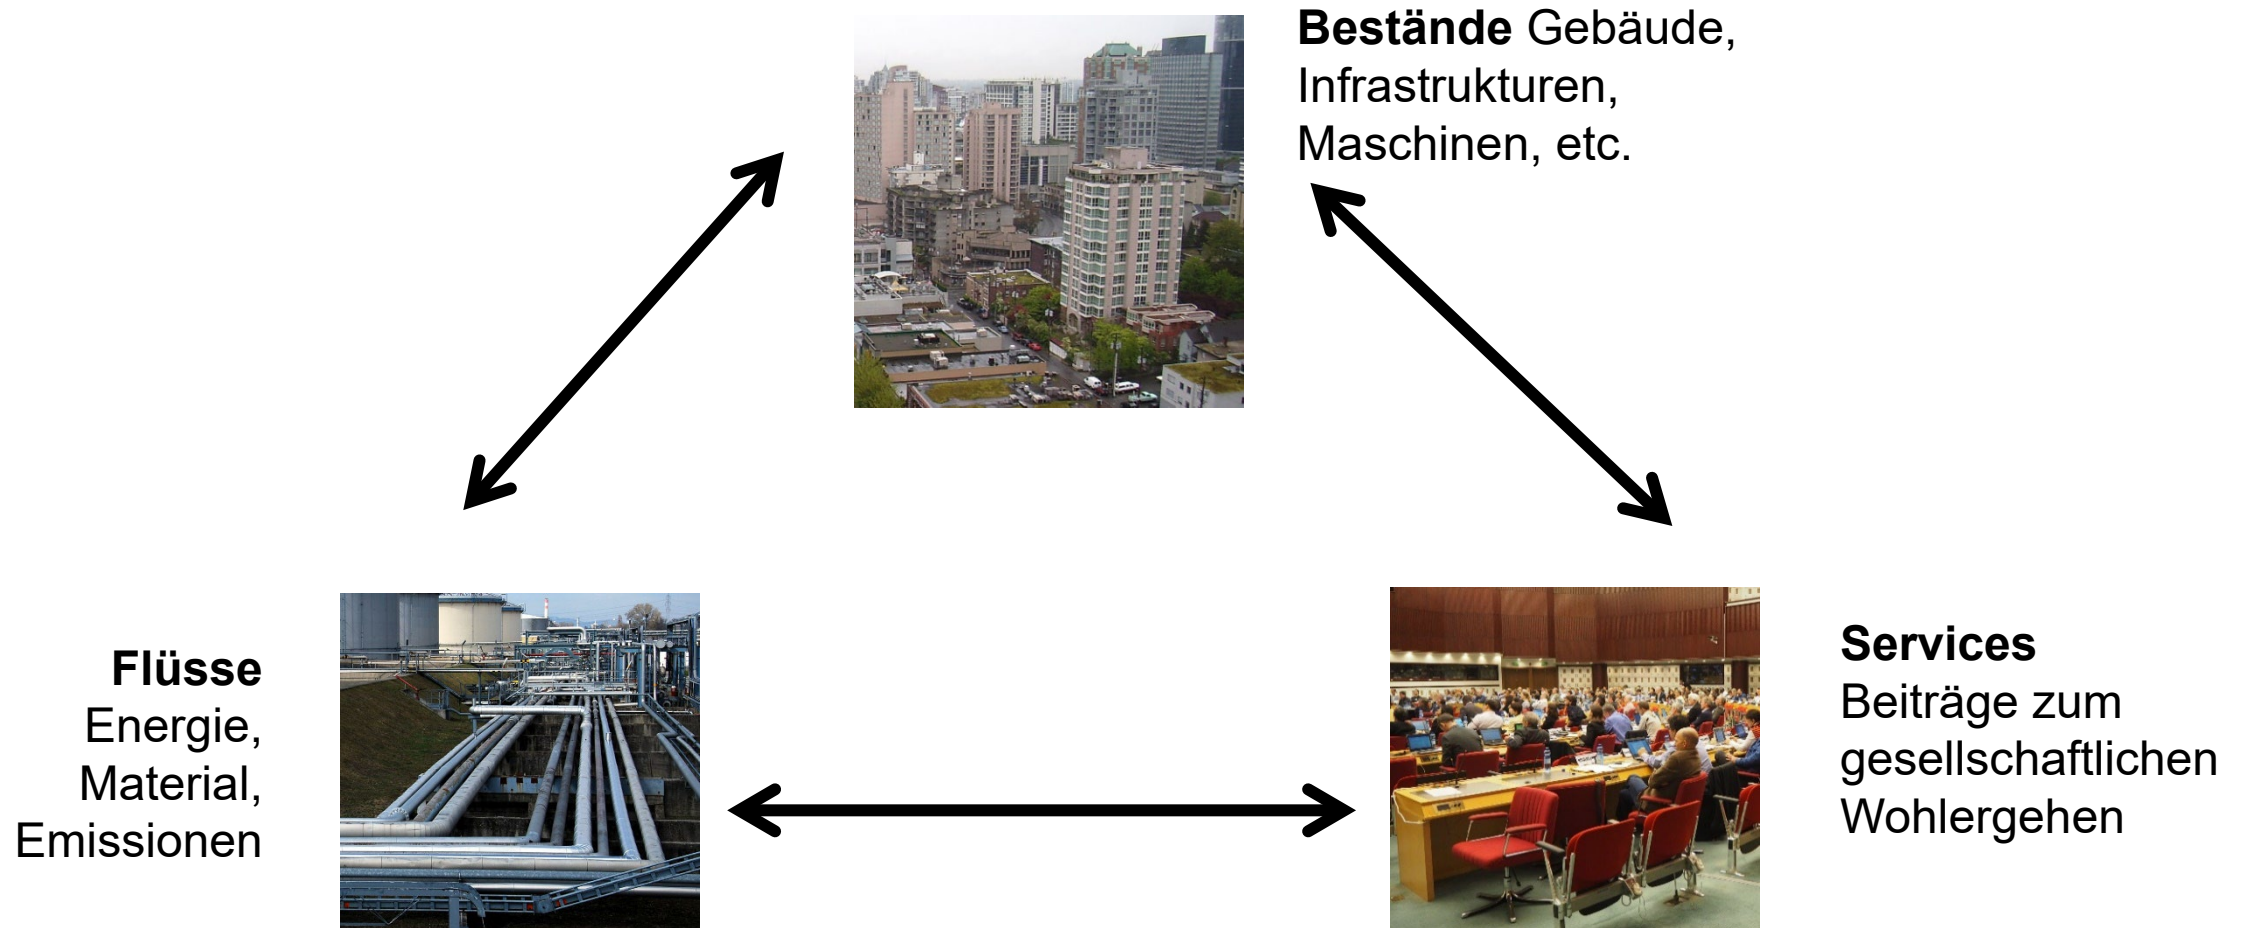 Bestände Gebäude,
Infrastrukturen,
Maschinen, etc.
Flüsse
Energie,
Material,
Emissionen
Services
Beiträge zum
gesellschaftlichen
Wohlergehen